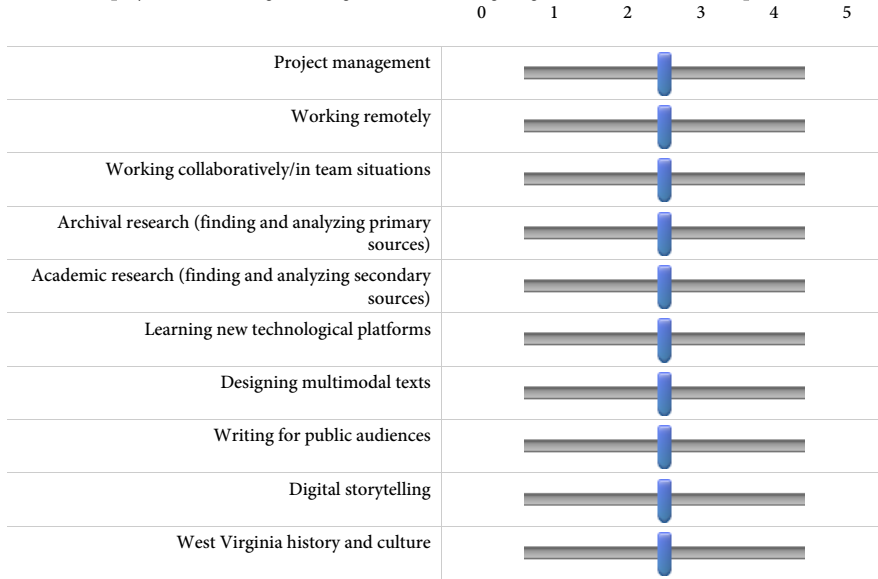 0 1 2 3 4 5
Project management
Working remotely
Working collaboratively/in team situations
Archival research (finding and analyzing primary
sources)
Academic research (finding and analyzing secondary
sources)
Learning new technological platforms
Designing multimodal texts
Writing for public audiences
Digital storytelling
West Virginia history and culture